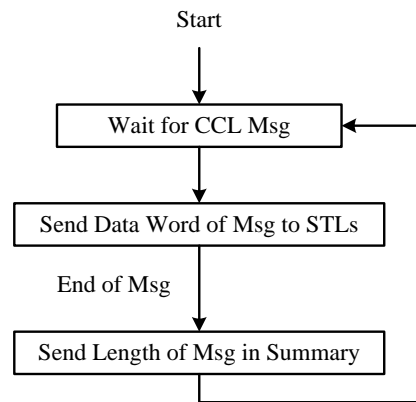 Start
Wait for CCL Msg
Send Data Word of Msg to STLs
End of Msg
Send Length of Msg in Summary